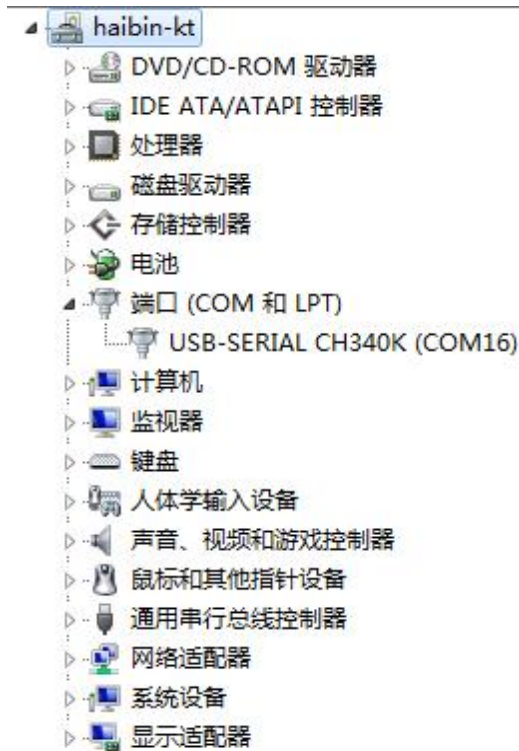 haibin-kt
DVD/CD-ROM 驱动器
IDE ATA/ATAPI 控制器
处理器
磁盘驱动器
存储控制器
电池
端口 (COM 和 LPT)
USB-SERIAL CH340K (COM16)
计算机
监视器
键盘
人体学输入设备
声音、视频和游戏控制器
鼠标和其他指针设备
通用串行总线控制器
网络适配器
系统设备
显示适配器